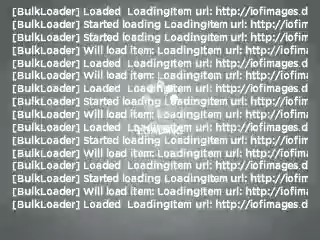 [BulkLoader] Loaded LoadingItem url: http://iofimages.d
[BulkLoader] Started loading LoadingItem url: http://iofim
[BulkLoader] Will load item: LoadingItem url: http://iofima
[BulkLoader] Loaded LoadingItem url: http://iofimages.d
[BulkLoader] Started loading LoadingItem url: http://iofim
[BulkLoader] Will load item: LoadingItem url: http://iofima
[BulkLoader] Loaded LoadingItem url: http://iofimages.d
[BulkLoader] Started loading LoadingItem url: http://iofim
[BulkLoader] Will load item: LoadingItem url: http://iofima
[BulkLoader] Loaded LoadingItem url: http://iofimages.d
[BulkLoader] Started loading LoadingItem url: http://iofim
[BulkLoader] Will load item: LoadingItem url: http://iofima
[BulkLoader] Loaded LoadingItem url: http://iofimages.d
[BulkLoader] Started loading LoadingItem url: http://iofim
[BulkLoader] Will load item: LoadingItem url: http://iofima
[BulkLoader] Loaded LoadingItem url: http://iofimages.d